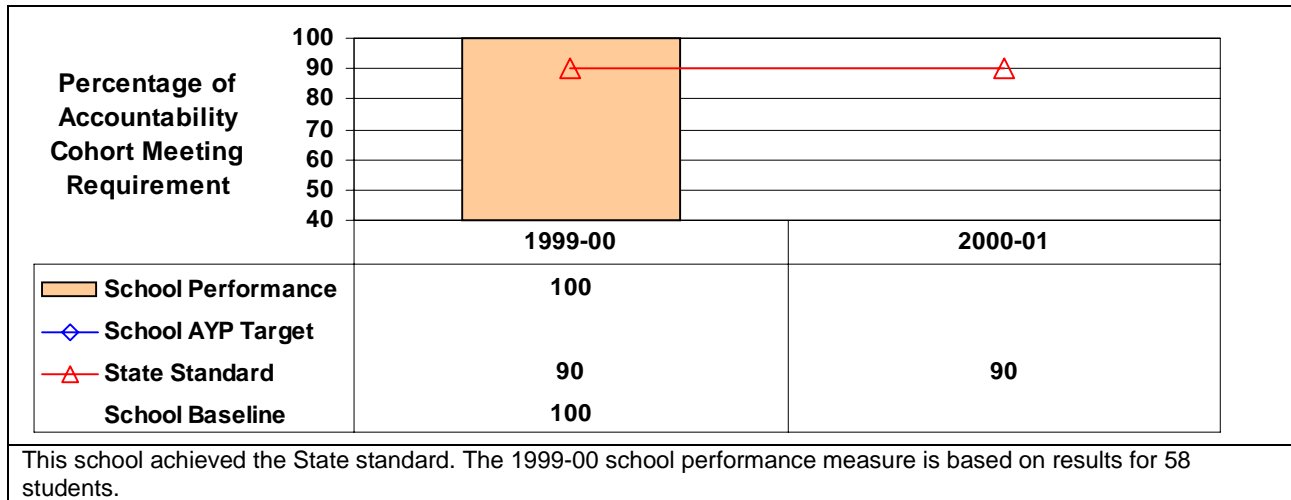 Percentage of
Accountability
Cohort Meeting
Requirement
100
90
80
70
60
50
40
1999-00 2000-01
School Performance 100
School AYP Target
State Standard 90 90
School Baseline 100
This school achieved the State standard. The 1999-00 school performance measure is based on results for 58
students.